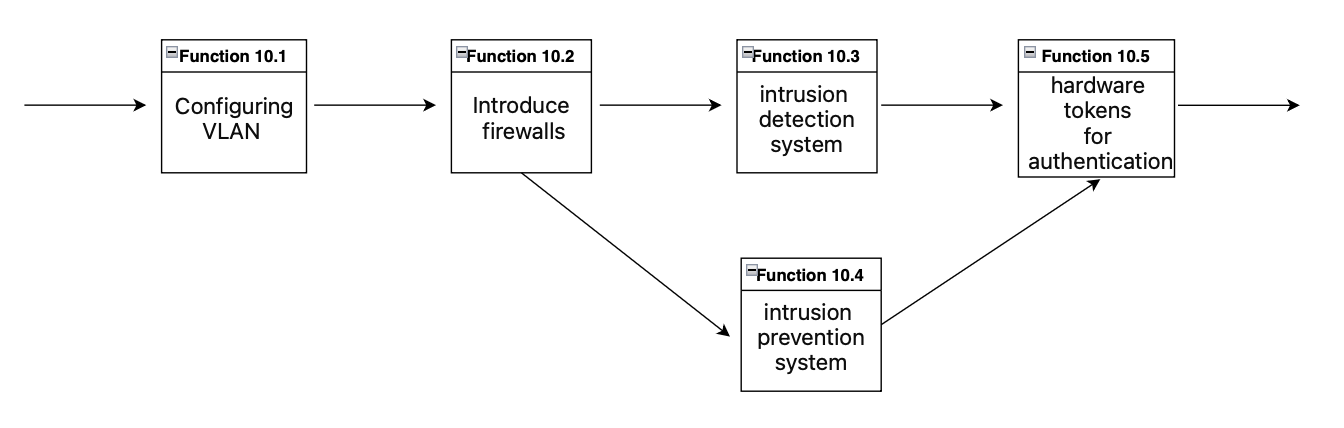 Function 10.1
Configuring
VLAN
Function 10.2
Introduce
firewalls
Function 10.3
intrusion
detection
system
Function 10.5
hardware
tokens
for
authentication
Function 10.4
intrusion
prevention
system